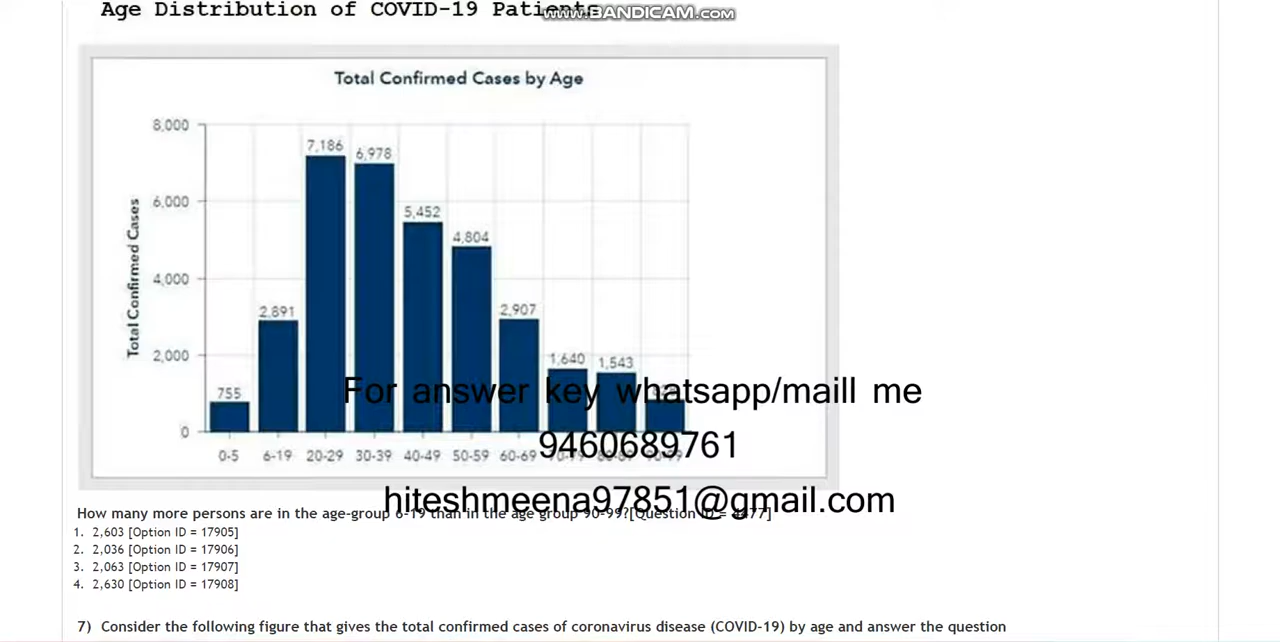 Age Distribution of COVID-19 Patients
www.BANDICAM.com
Total Confirmed Cases by Age
8,000
6,000
4,000
2,000
0
Total Confirmed Cases
755
2,891
7,186
6,978
5,452
4,804
2,907
1,640
1,543
0-5
6-19
20-29
30-39
40-49
50-59
60-69
70-79
80-89
90-99
For answer key whatsapp/maill me
9460689761
hiteshmeena97851@gmail.com
How many more persons are in the age-group 6-19 than in the age group 90-99?[Question ID = 4477]
1. 2,603 [Option ID = 17905]
2. 2,036 [Option ID = 17906]
3. 2,063 [Option ID = 17907]
4. 2,630 [Option ID = 17908]
7) Consider the following figure that gives the total confirmed cases of coronavirus disease (COVID-19) by age and answer the question